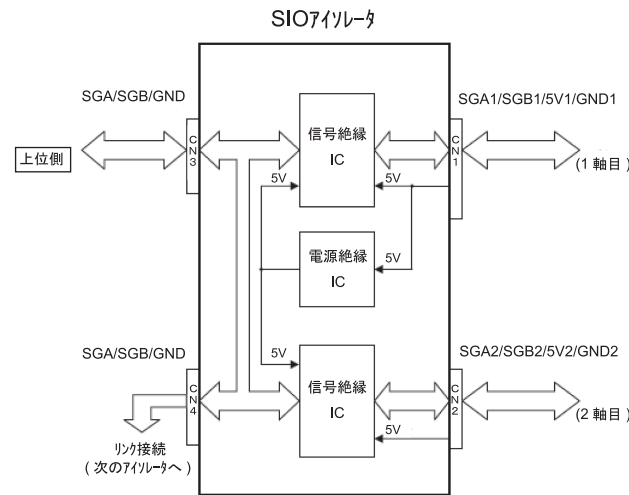 SIOアイソレータ
SGA/SGB/GND
SGA1/SGB1/5V1/GND1
上位側
CN3
信号絶縁
IC
CN1
(1軸目)
5V
5V
電源絶縁
IC
5V
SGA/SGB/GND
5V
SGA2/SGB2/5V2/GND2
CN4
信号絶縁
IC
CN2
(2軸目)
5V
リンク接続
(次のアイソレータへ)